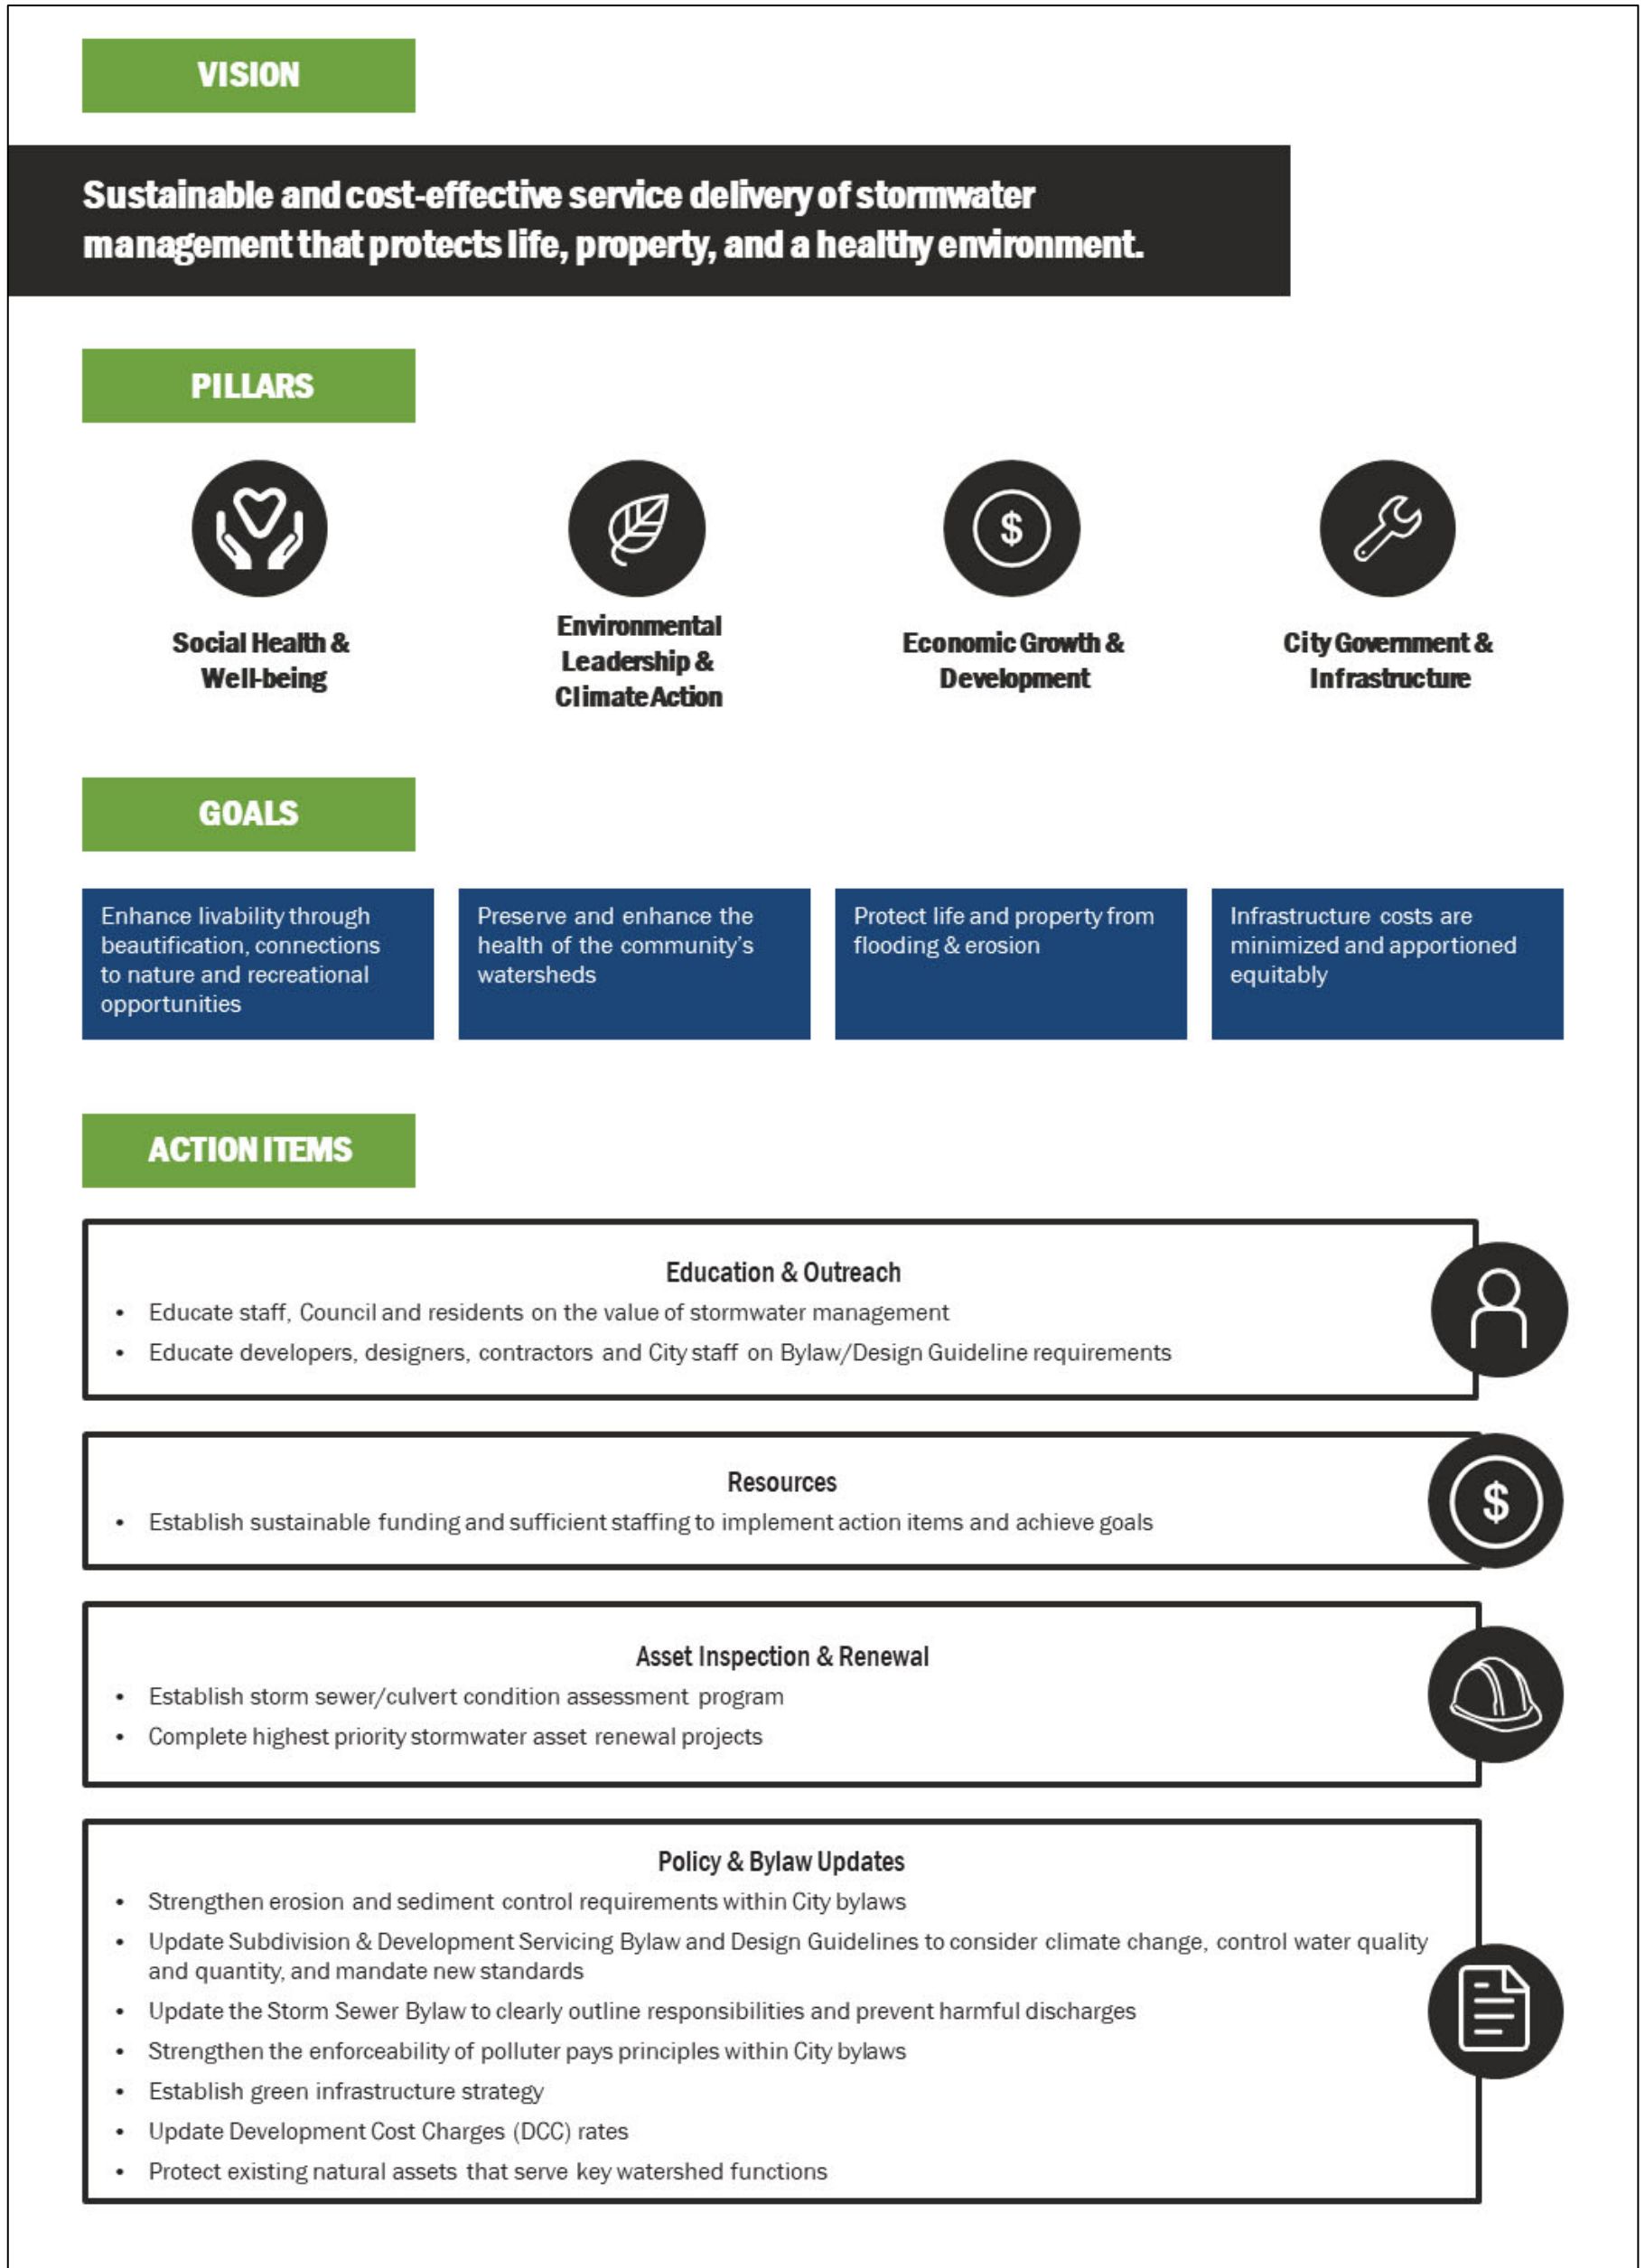 VISION
Sustainable and cost-effective service delivery of stormwater
management that protects life, property, and a healthy environment.
PILLARS
Social Health &
Well-being
Environmental
Leadership &
Climate Action
$
Economic Growth &
Development
City Government &
Infrastructure
GOALS
Enhance livability through
beautification, connections
to nature and recreational
opportunities
Preserve and enhance the
health of the community's
watersheds
Protect life and property from
flooding & erosion
Infrastructure costs are
minimized and apportioned
equitably
ACTION ITEMS
Education & Outreach
• Educate staff, Council and residents on the value of stormwater management
• Educate developers, designers, contractors and City staff on Bylaw/Design Guideline requirements
Resources
• Establish sustainable funding and sufficient staffing to implement action items and achieve goals
$
Asset Inspection & Renewal
• Establish storm sewer/culvert condition assessment program
• Complete highest priority stormwater asset renewal projects
Policy & Bylaw Updates
• Strengthen erosion and sediment control requirements within City bylaws
• Update Subdivision & Development Servicing Bylaw and Design Guidelines to consider climate change, control water quality
and quantity, and mandate new standards
• Update the Storm Sewer Bylaw to clearly outline responsibilities and prevent harmful discharges
• Strengthen the enforceability of polluter pays principles within City bylaws
• Establish green infrastructure strategy
• Update Development Cost Charges (DCC) rates
• Protect existing natural assets that serve key watershed functions